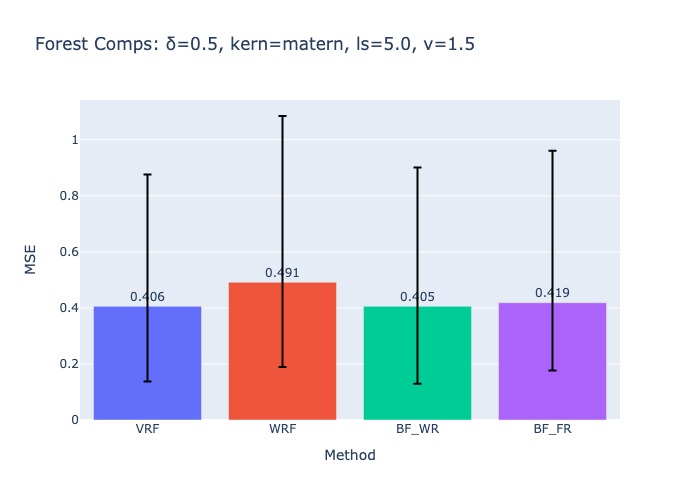 Forest Comps: δ=0.5, kern=matern, ls=5.0, v=1.5
MSE
1
0.8
0.6
0.4
0.2
0
0.406
0.491
0.405
0.419
VRF
WRF
BF_WR
BF_FR
Method